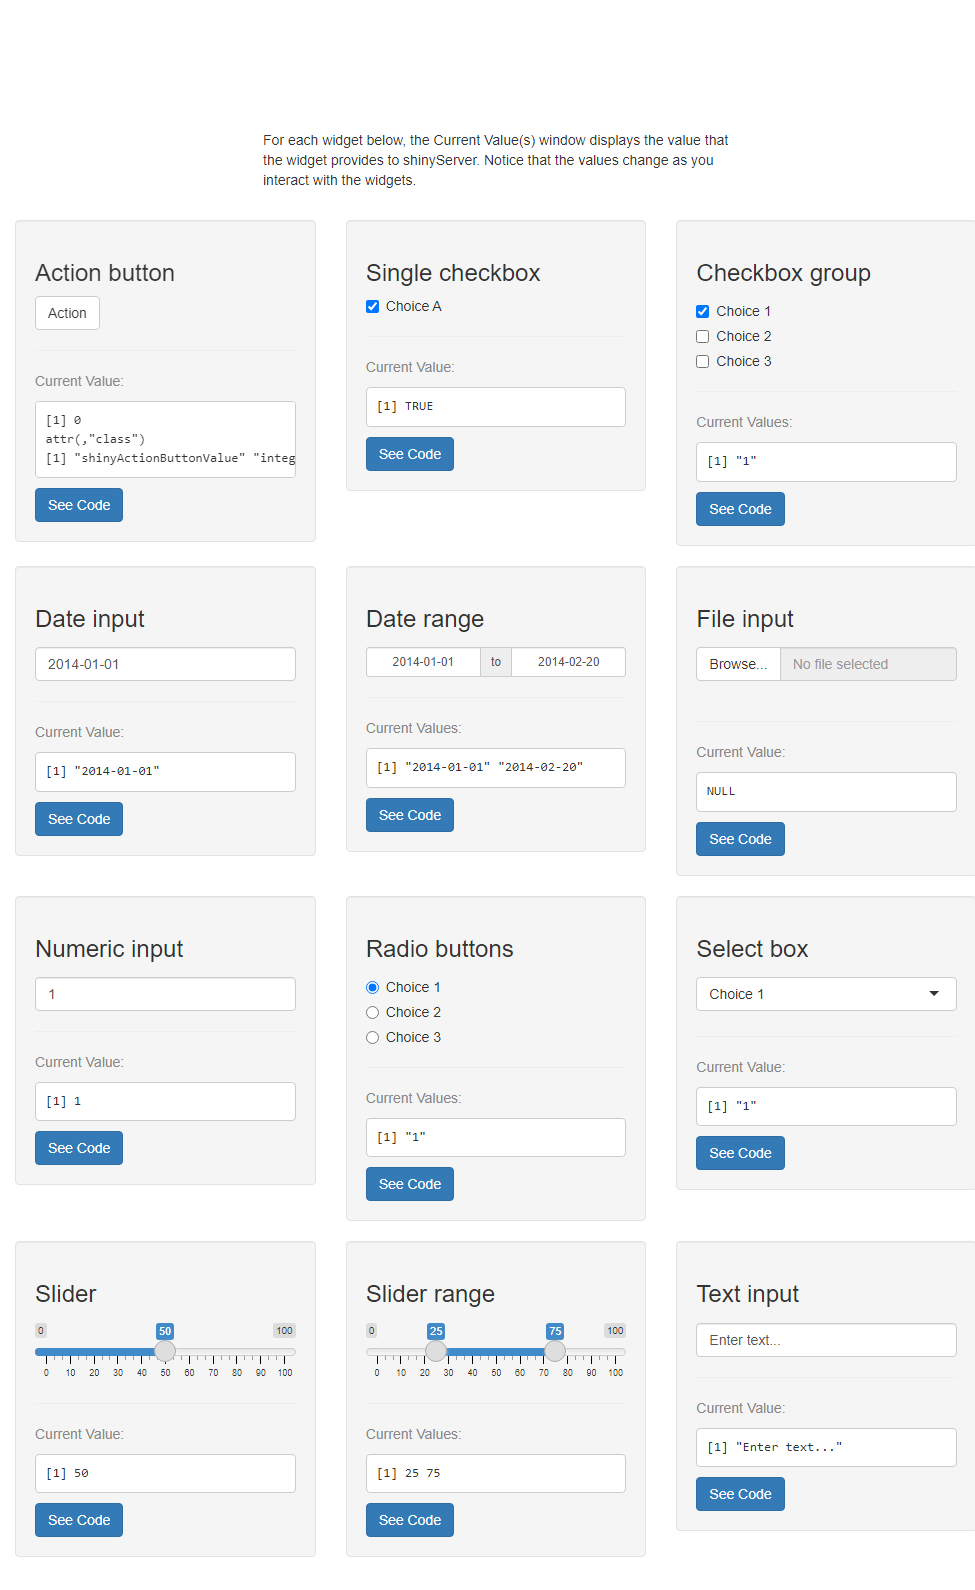 For each widget below, the Current Value(s) window displays the value that
the widget provides to shinyServer. Notice that the values change as you
interact with the widgets.
Action button
Action
Current Value:
[1] 0
attr(,"class")
[1] "shinyActionButtonValue" "integ
See Code
Single checkbox
Choice A
Current Value:
[1] TRUE
See Code
Checkbox group
Choice 1
Choice 2
Choice 3
Current Values:
[1] "1"
See Code
Date input
2014-01-01
Current Value:
[1] "2014-01-01"
See Code
Date range
2014-01-01 to 2014-02-20
Current Values:
[1] "2014-01-01" "2014-02-20"
See Code
File input
Browse... No file selected
Current Value:
NULL
See Code
Numeric input
1
Current Value:
[1] 1
See Code
Radio buttons
Choice 1
Choice 2
Choice 3
Current Values:
[1] "1"
See Code
Select box
Choice 1
Current Value:
[1] "1"
See Code
Slider
0 50 100
0 10 20 30 40 50 60 70 80 90 100
Current Value:
[1] 50
See Code
Slider range
0 25 75 100
0 10 20 30 40 50 60 70 80 90 100
Current Values:
[1] 25 75
See Code
Text input
Enter text...
Current Value:
[1] "Enter text..."
See Code